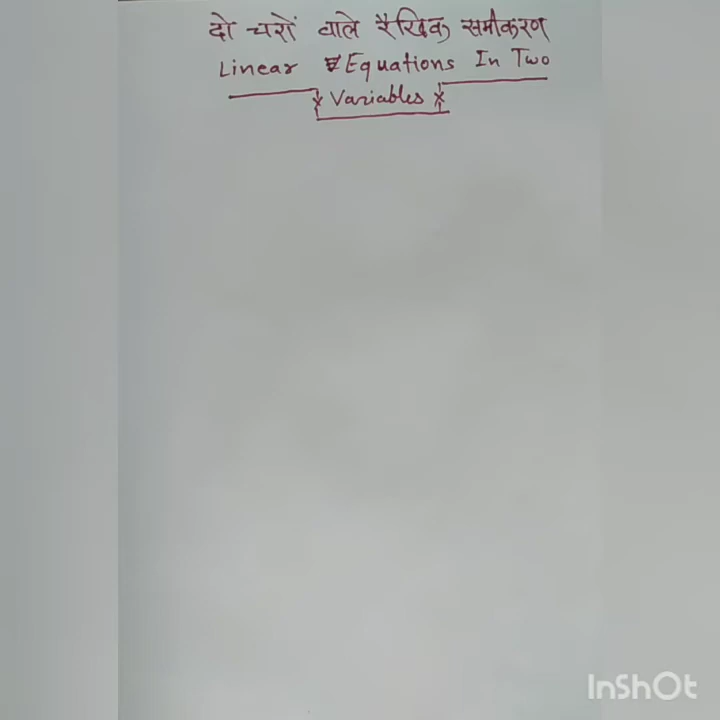 दो चरों वाले रैखिक समीकरण
Linear Equations In Two
Variables
InShOt